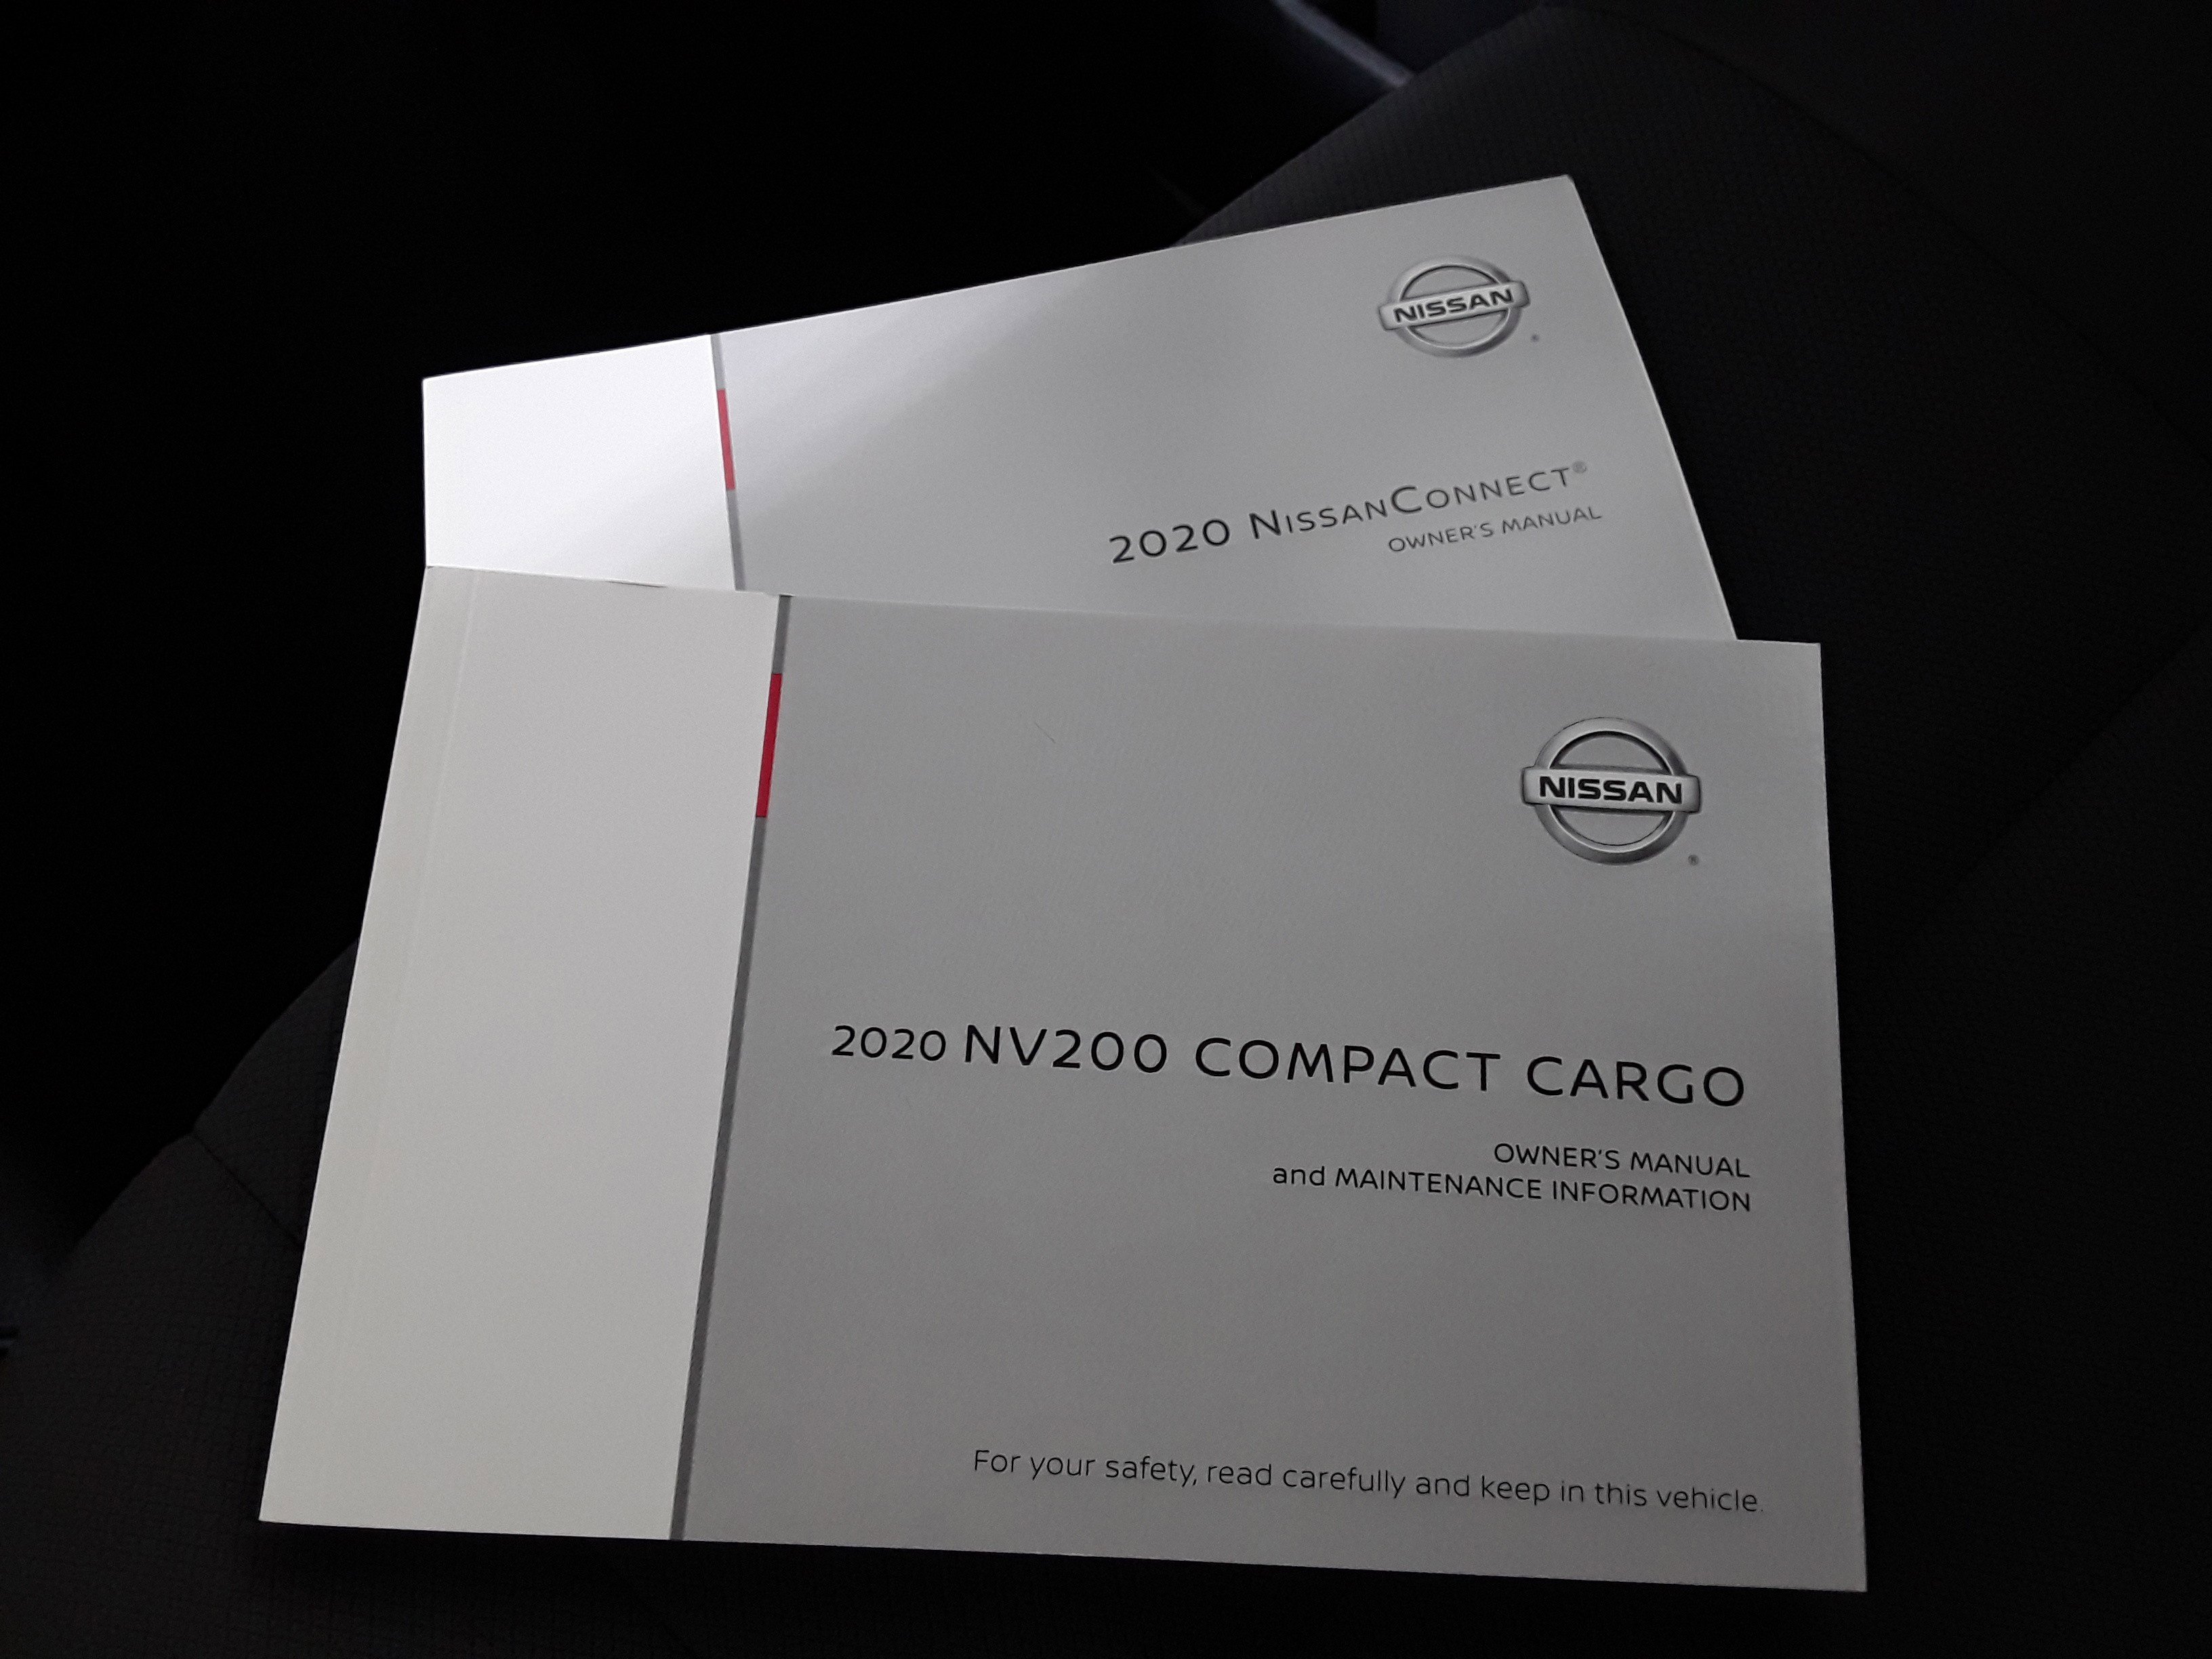 NISSAN
®
2020 NISSANCONNECT®
OWNER'S MANUAL
NISSAN
®
2020 NV200 COMPACT CARGO
OWNER'S MANUAL
and MAINTENANCE INFORMATION
For your safety, read carefully and keep in this vehicle.